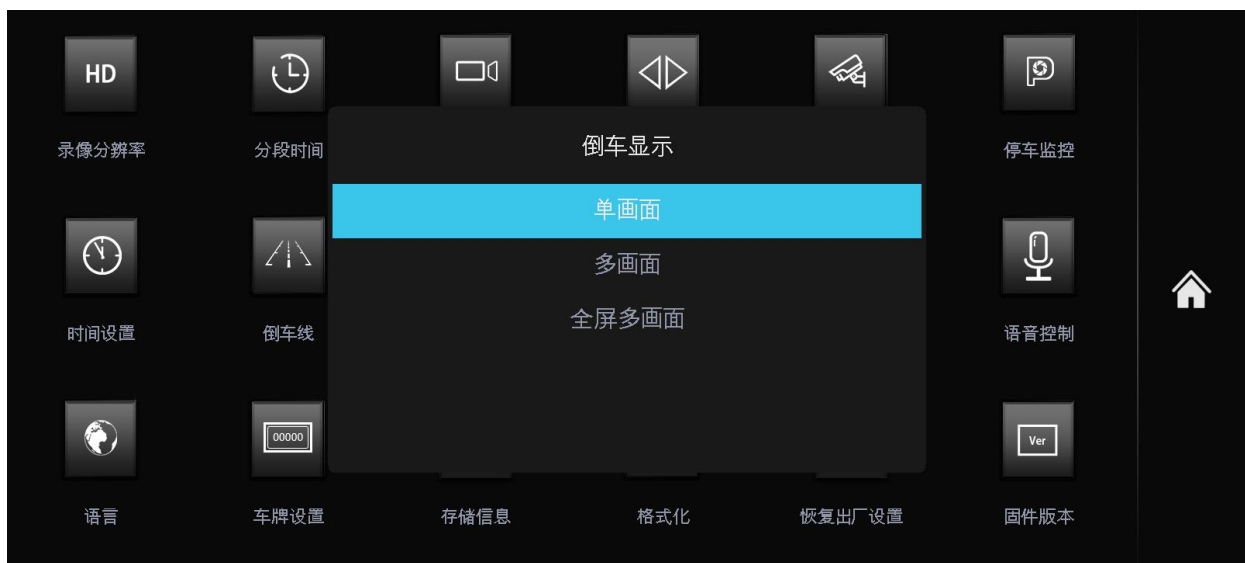 HD
录像分辨率
分段时间
停车监控
倒车显示
单画面
多画面
全屏多画面
时间设置
倒车线
语音控制
00000
Ver
语言
车牌设置
存储信息
格式化
恢复出厂设置
固件版本